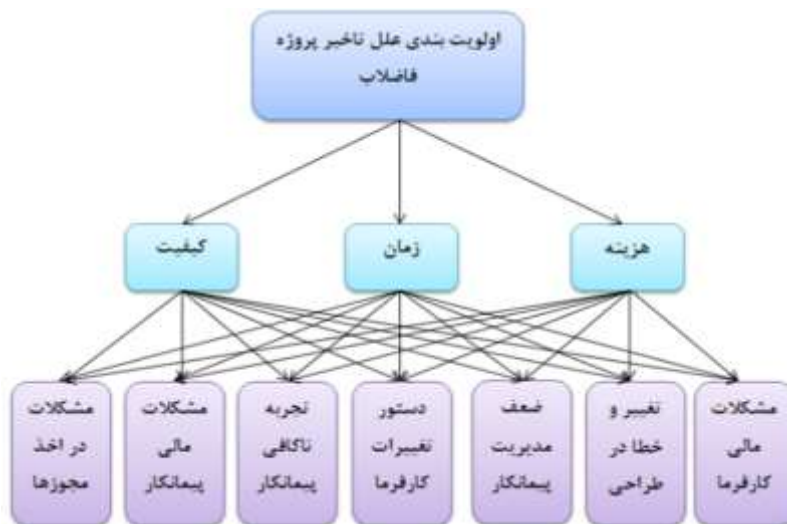 اولویت بندی علل تاخیر پروژه
فاضلاب
هزینه
زمان
کیفیت
مشکلات
مالی
کارفرما
تغییر و
خطا در
طراحی
ضعف
مدیریت
پیمانکار
دستور
تغییرات
کارفرما
تجربه
ناکافی
پیمانکار
مشکلات
مالی
پیمانکار
مشکلات
در اخذ
مجوزها